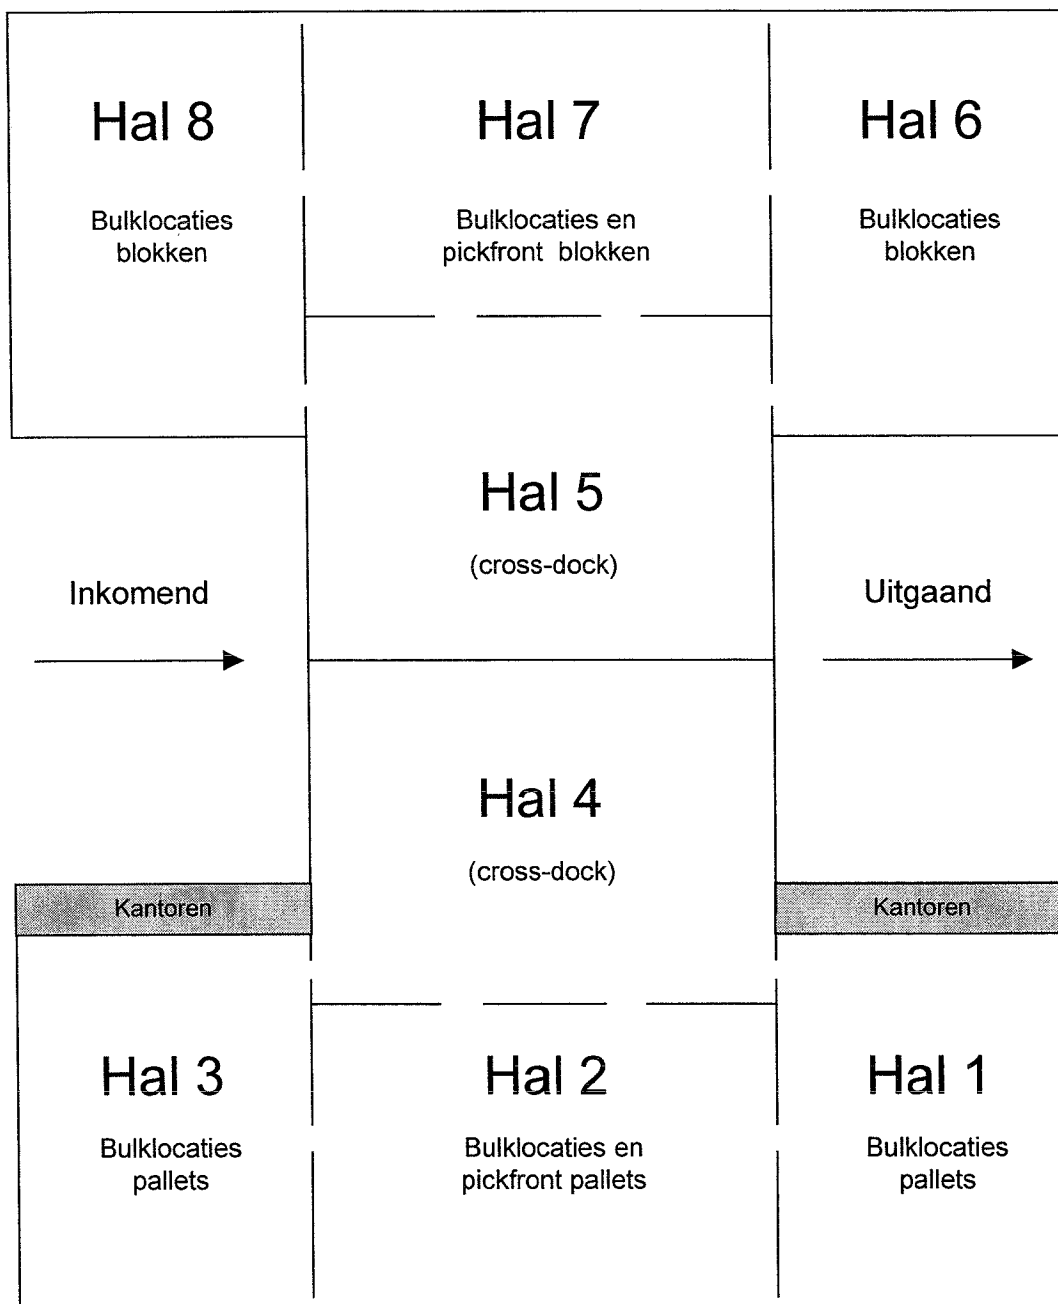 Hal 8
Bulklocaties
blokken
Hal 7
Bulklocaties en
pickfront blokken
Hal 6
Bulklocaties
blokken
Hal 5
(cross-dock)
Inkomend
Uitgaand
Hal 4
(cross-dock)
Kantoren
Kantoren
Hal 3
Bulklocaties
pallets
Hal 2
Bulklocaties en
pickfront pallets
Hal 1
Bulklocaties
pallets